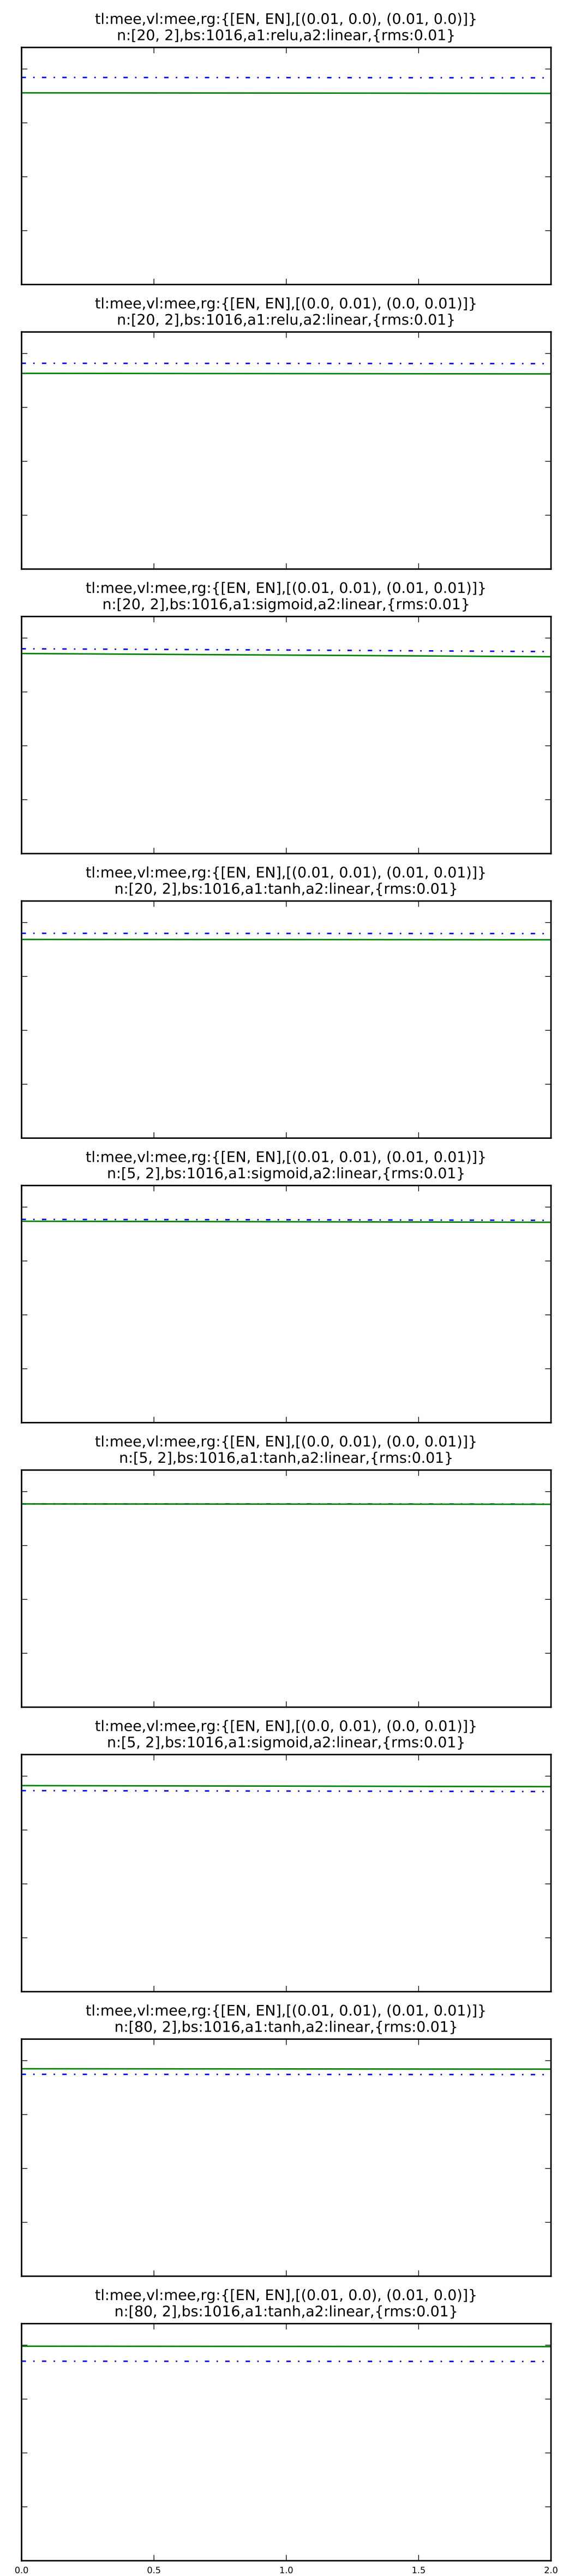 tl:mee,vl:mee,rg:{[EN, EN],[(0.01, 0.0), (0.01, 0.0)]}
n:[20, 2],bs:1016,a1:relu,a2:linear,{rms:0.01}
tl:mee,vl:mee,rg:{[EN, EN],[(0.0, 0.01), (0.0, 0.01)]}
n:[20, 2],bs:1016,a1:relu,a2:linear,{rms:0.01}
tl:mee,vl:mee,rg:{[EN, EN],[(0.01, 0.01), (0.01, 0.01)]}
n:[20, 2],bs:1016,a1:sigmoid,a2:linear,{rms:0.01}
tl:mee,vl:mee,rg:{[EN, EN],[(0.01, 0.01), (0.01, 0.01)]}
n:[20, 2],bs:1016,a1:tanh,a2:linear,{rms:0.01}
tl:mee,vl:mee,rg:{[EN, EN],[(0.01, 0.01), (0.01, 0.01)]}
n:[5, 2],bs:1016,a1:sigmoid,a2:linear,{rms:0.01}
tl:mee,vl:mee,rg:{[EN, EN],[(0.0, 0.01), (0.0, 0.01)]}
n:[5, 2],bs:1016,a1:tanh,a2:linear,{rms:0.01}
tl:mee,vl:mee,rg:{[EN, EN],[(0.0, 0.01), (0.0, 0.01)]}
n:[5, 2],bs:1016,a1:sigmoid,a2:linear,{rms:0.01}
tl:mee,vl:mee,rg:{[EN, EN],[(0.01, 0.01), (0.01, 0.01)]}
n:[80, 2],bs:1016,a1:tanh,a2:linear,{rms:0.01}
tl:mee,vl:mee,rg:{[EN, EN],[(0.01, 0.0), (0.01, 0.0)]}
n:[80, 2],bs:1016,a1:tanh,a2:linear,{rms:0.01}
0.0 0.5 1.0 1.5 2.0